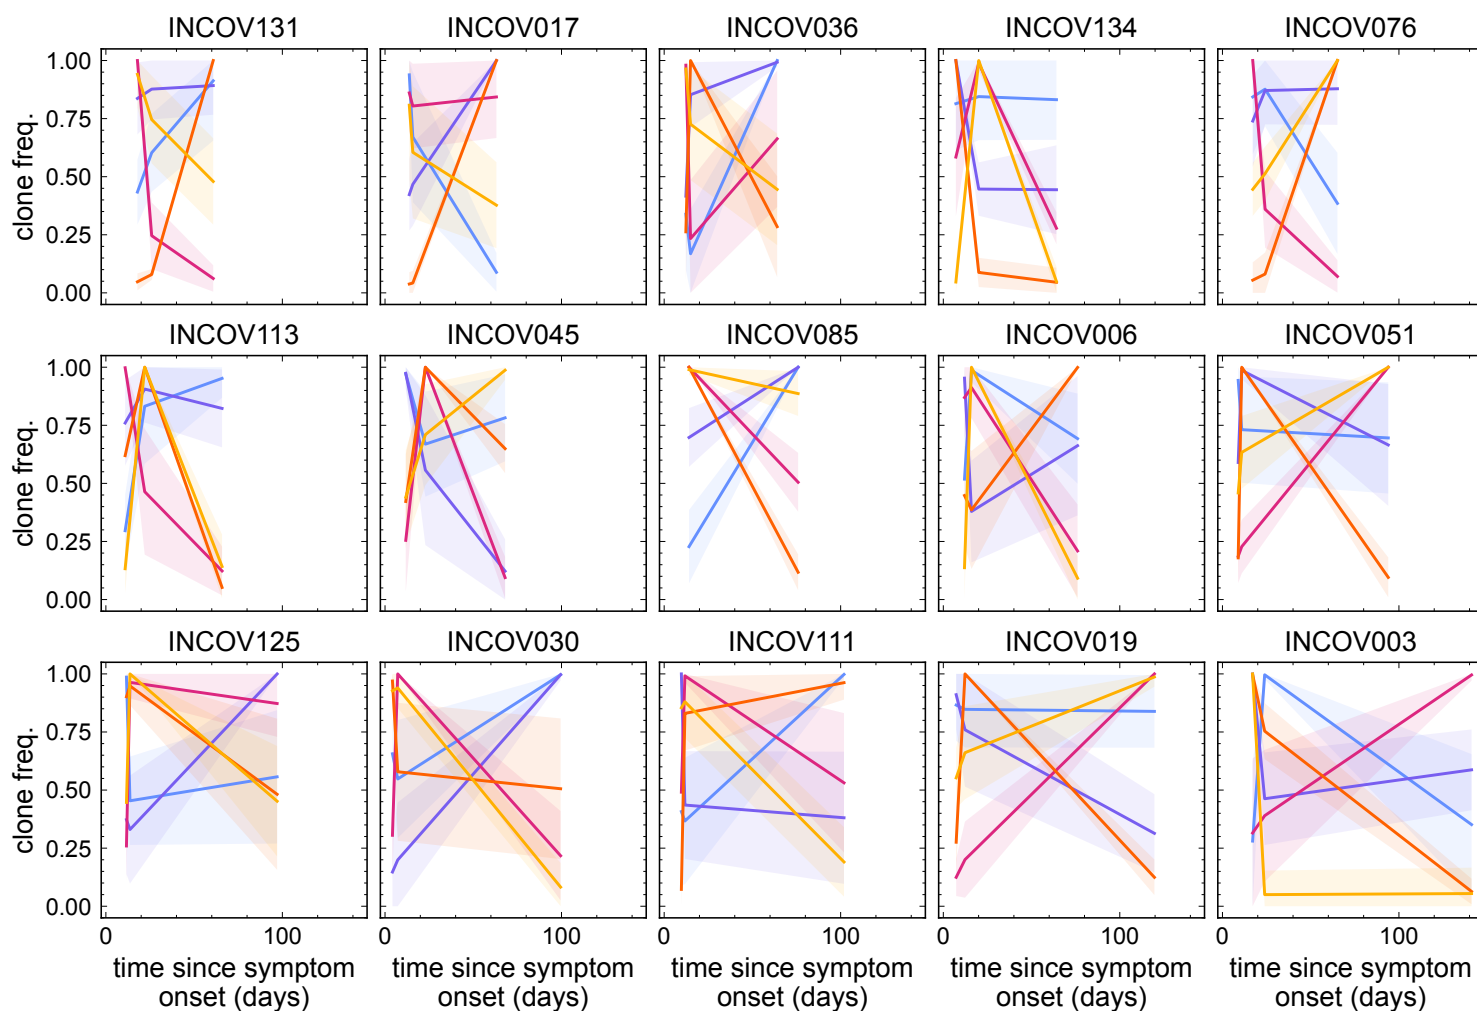 INCOV131 INCOV017 INCOV036 INCOV134 INCOV076
1.00
0.75
0.50
0.25
0.00
clone freq.
INCOV113 INCOV045 INCOV085 INCOV006 INCOV051
1.00
0.75
0.50
0.25
0.00
clone freq.
INCOV125 INCOV030 INCOV111 INCOV019 INCOV003
1.00
0.75
0.50
0.25
0.00
clone freq.
0 100 0 100 0 100 0 100 0 100
time since symptom time since symptom time since symptom time since symptom time since symptom
onset (days) onset (days) onset (days) onset (days) onset (days)